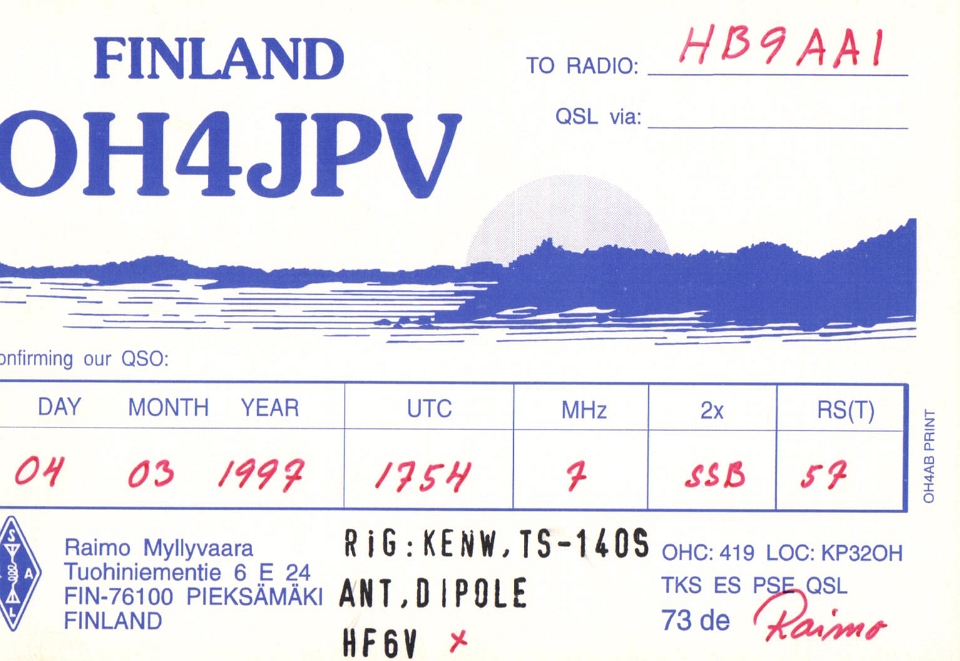 FINLAND
TO RADIO: HB9AAI
OH4JPV
QSL via:
onfirming our QSO:
DAY MONTH YEAR UTC MHz 2x RS(T)
04 03 1997 1754 7 SSB 57
OH4AB PRINT
S
A
L
Raimo Myllyvaara
Tuohiniementie 6 E 24
FIN-76100 PIEKSÄMÄKI
FINLAND
RiG:KENW,TS-140S
ANT,DIPOLE
HF6V x
OHC: 419 LOC: KP32OH
TKS ES PSE QSL
73 de Raimo